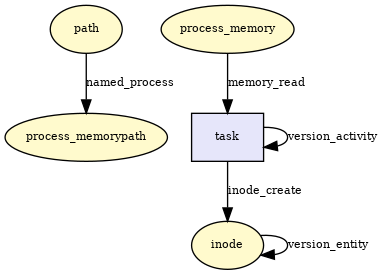 path
process_memory
named_process
memory_read
process_memorypath
task
version_activity
inode_create
inode
version_entity